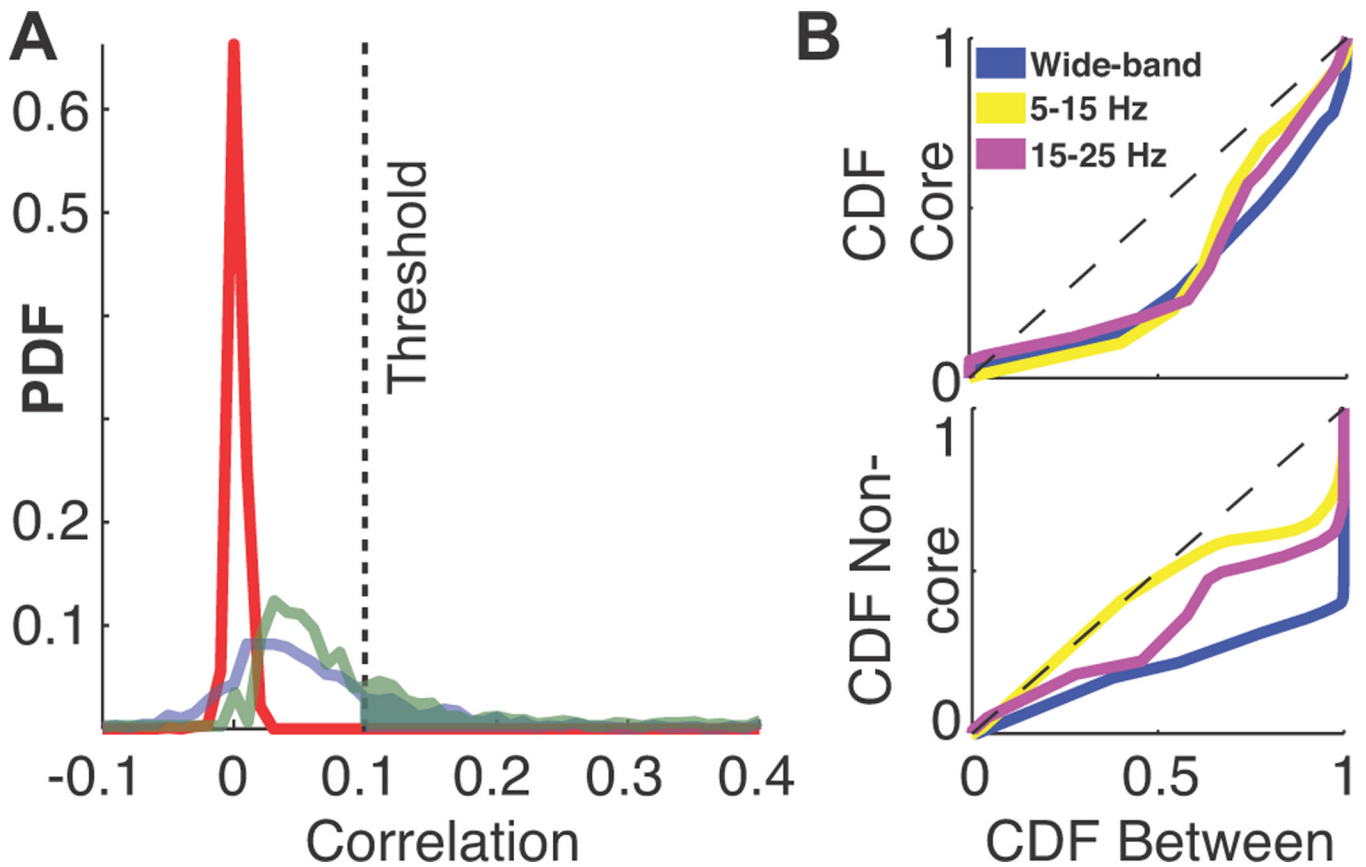 A
PDF
0.6
0.5
0.2
0.1
Threshold
-0.1 0 0.1 0.2 0.3 0.4
Correlation
B
CDF
Core
1
0
Wide-band
5-15 Hz
15-25 Hz
CDF Non-
core
1
0
0 0.5 1
CDF Between